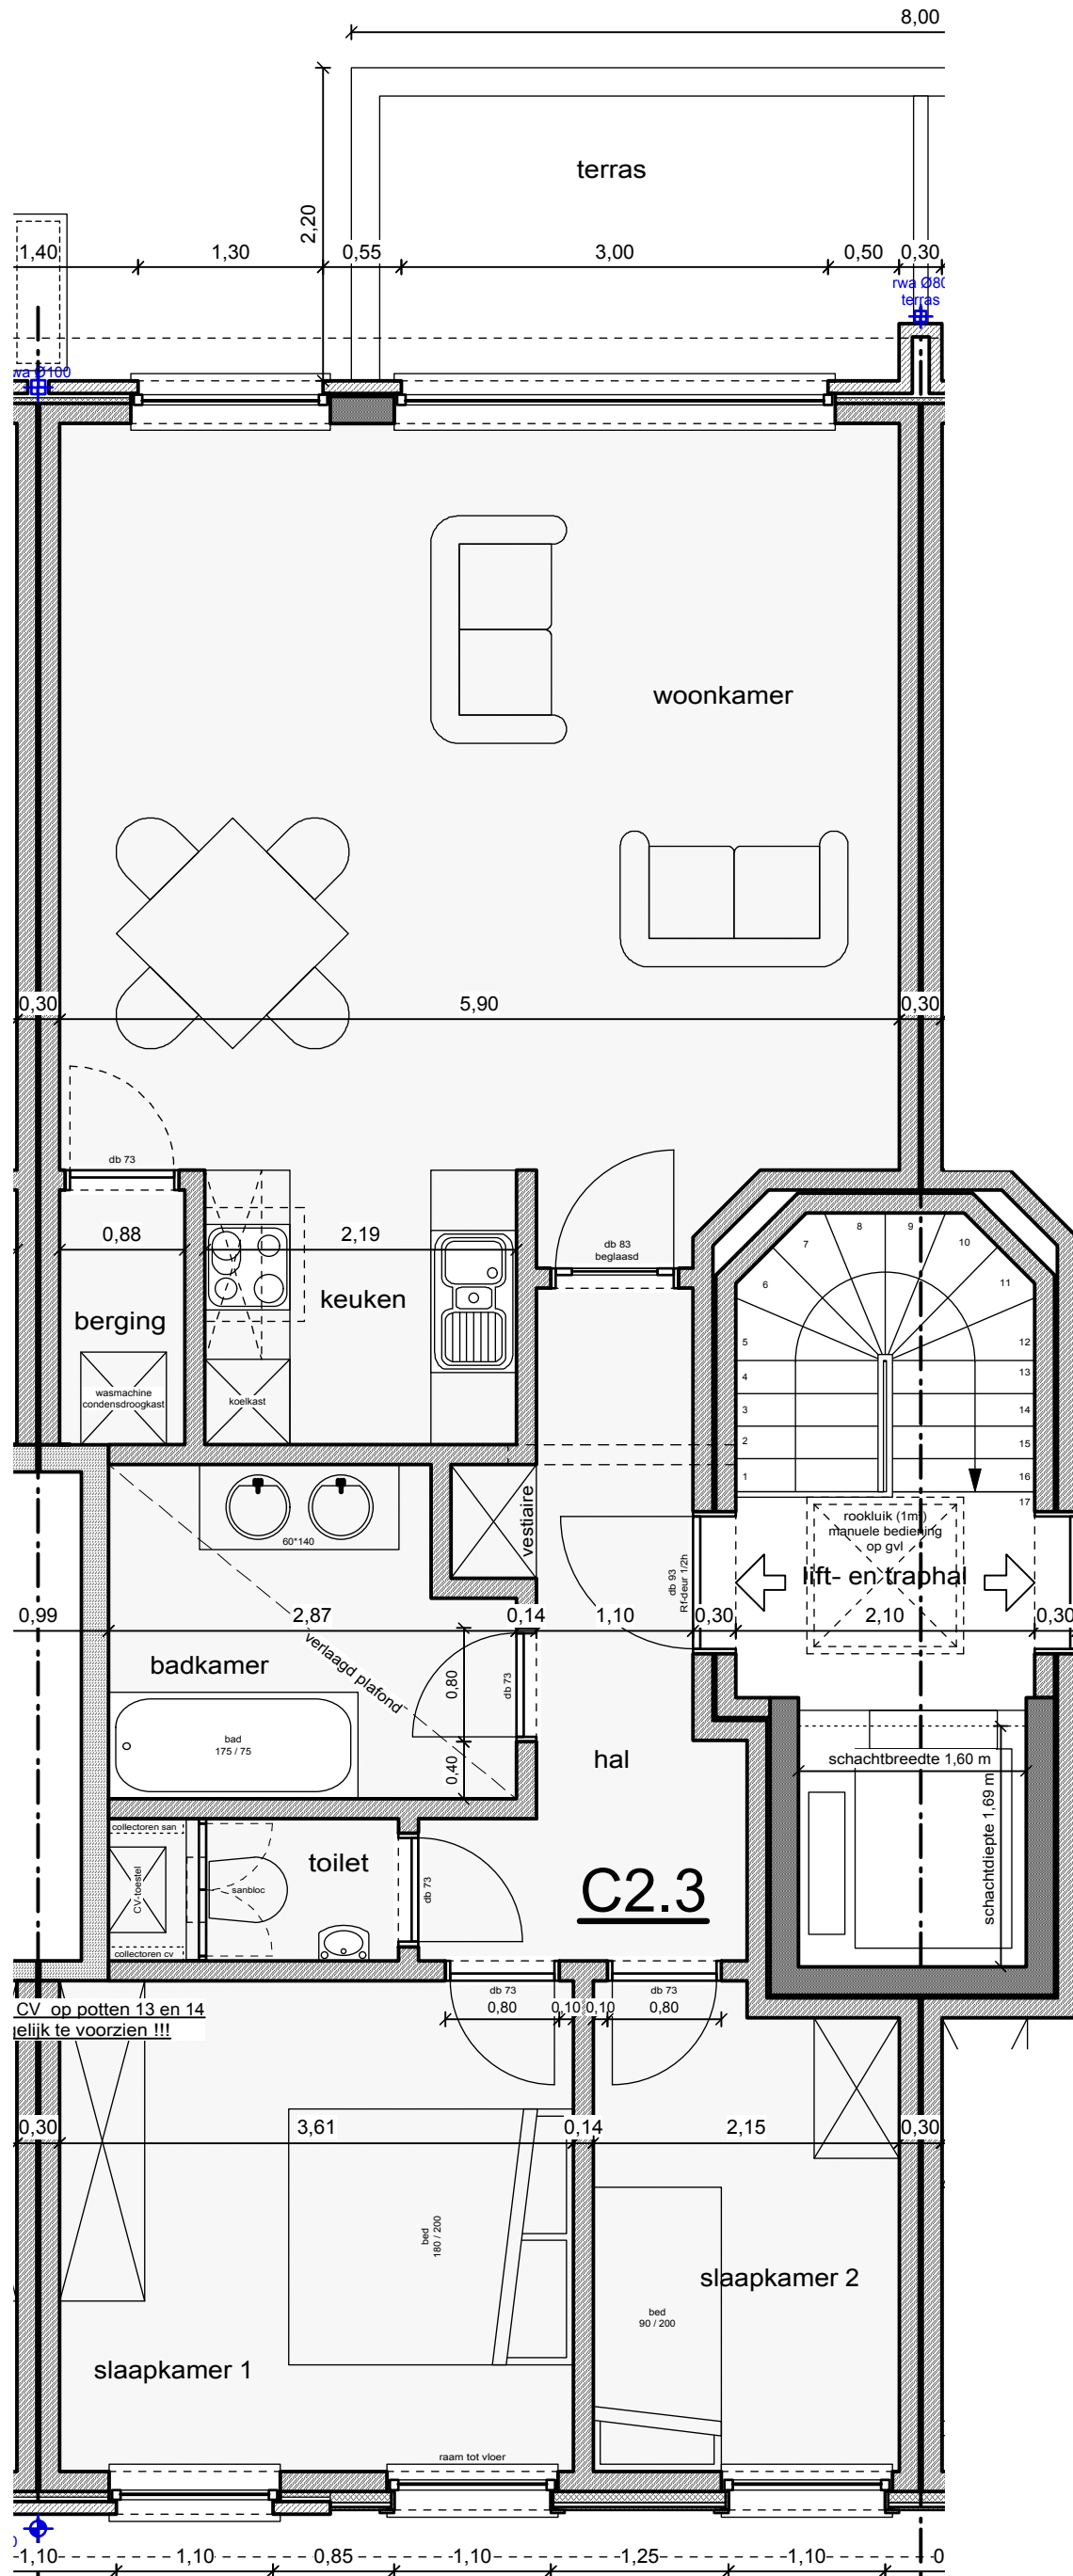 8,00
terras
2,20
1,40
1,30
0,55
3,00
0,50
0,30
rwa Ø80
terras
wa Ø100
woonkamer
0,30
5,90
0,30
db 73
0,88
2,19
db 83
beglaasd
berging
keuken
wasmachine
condensdroogkast
koelkast
8
9
7
10
6
11
5
12
4
13
3
14
2
15
1
16
17
vestiaire
60*140
rookluik (1m²)
manuele bediening
op gvl
lift- en traphal
db 93
Rf-deur 1/2h
0,99
2,87
0,14
1,10
0,30
2,10
0,30
verlaagd plafond
badkamer
0,80
db 73
bad
175 / 75
0,40
hal
schachtbreedte 1,60 m
schachtdiepte 1,69 m
collectoren san
CV-toestel
sanbloc
toilet
db 73
collectoren cv
C2.3
CV op potten 13 en 14
gelijk te voorzien !!!
db 73
0,80
0,10
0,10
db 73
0,80
0,30
3,61
0,14
2,15
0,30
bed
180 / 200
slaapkamer 2
bed
90 / 200
slaapkamer 1
raam tot vloer
0
1,10
1,10
0,85
1,10
1,25
1,10
0